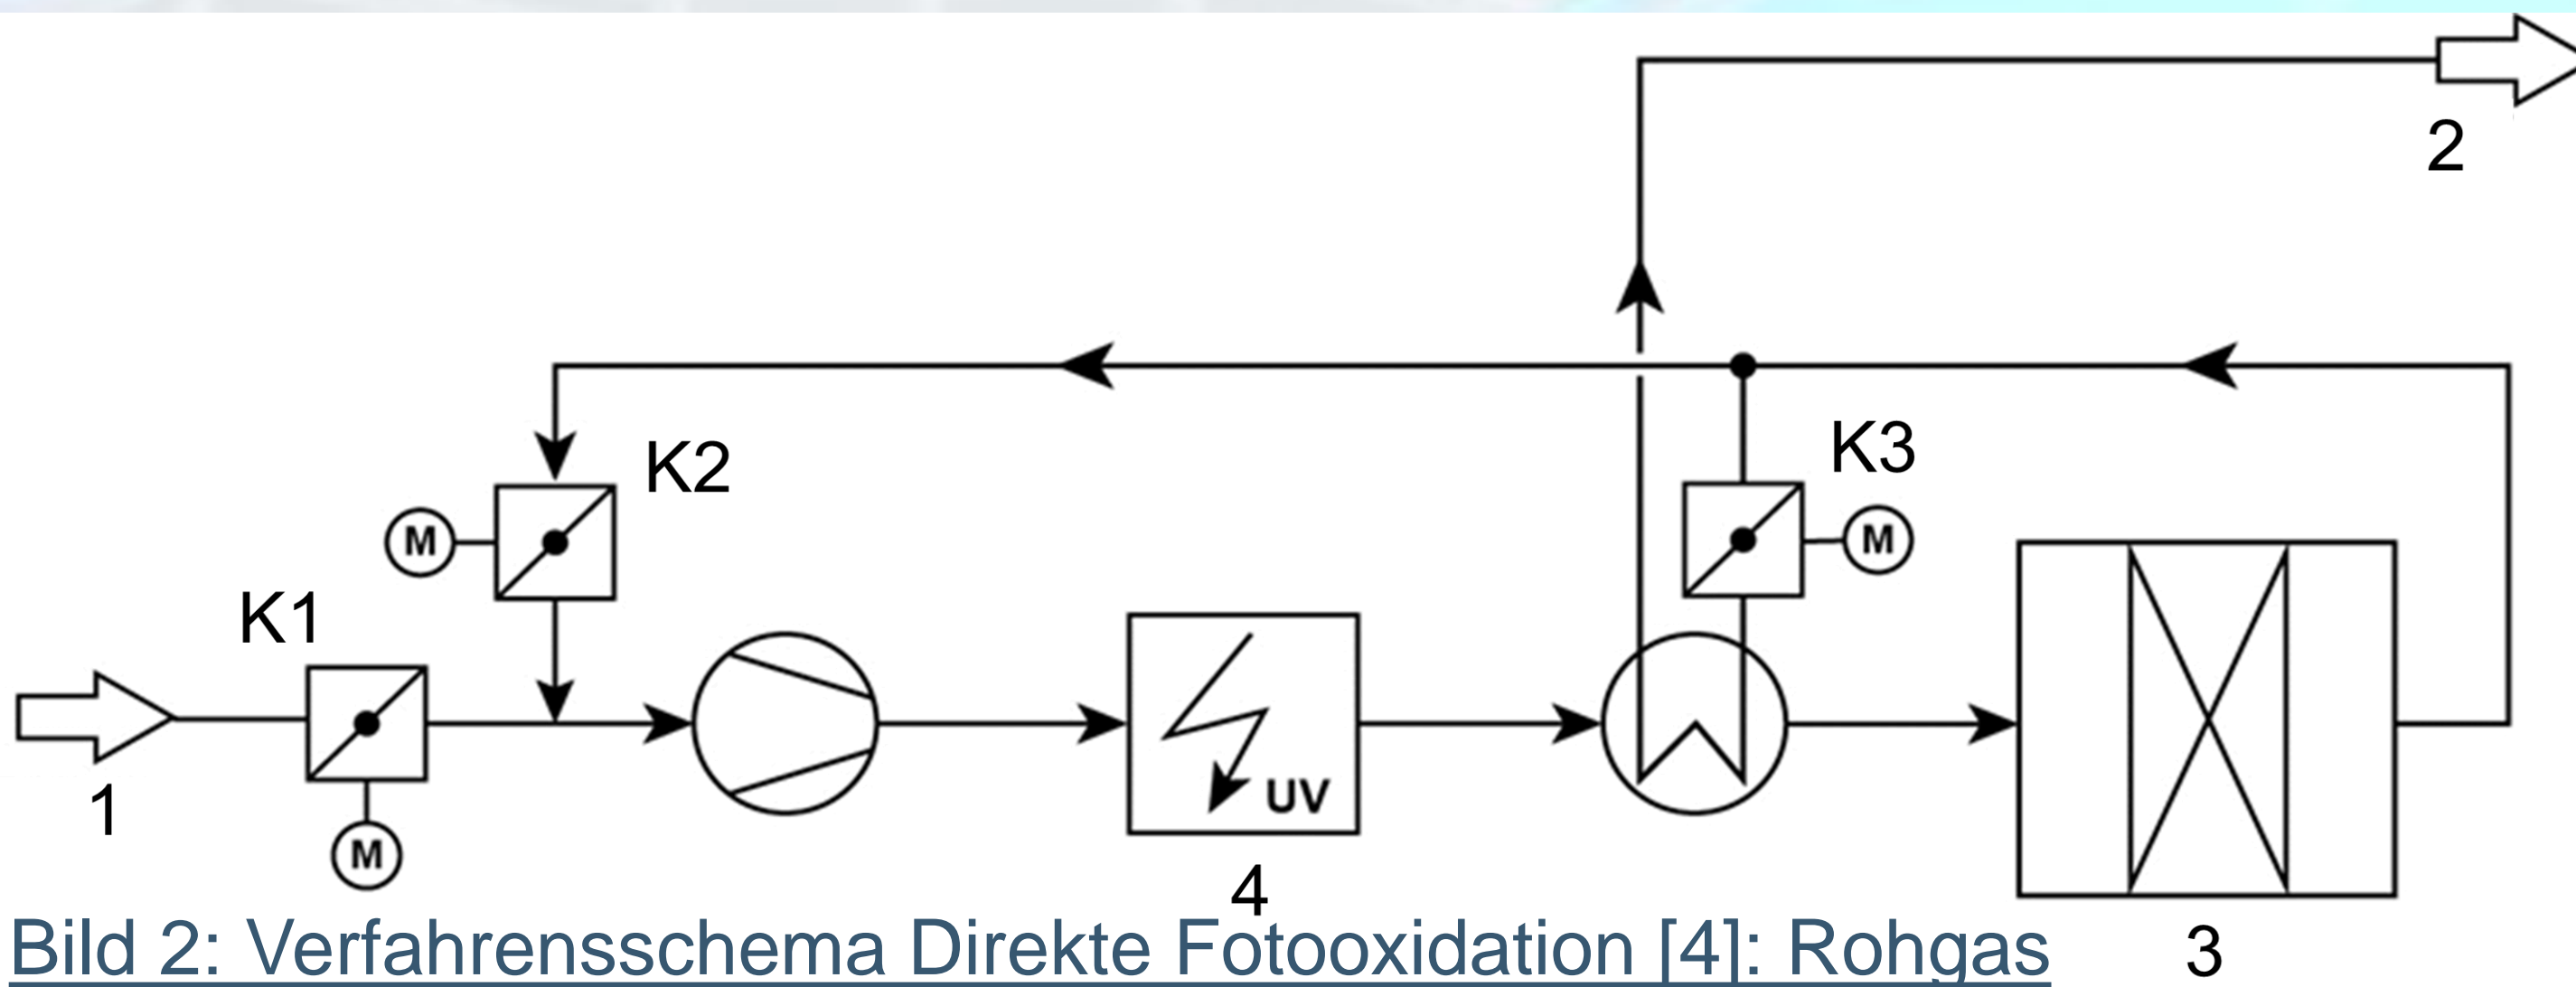 2
K2
K3
M
M
K1
UV
1
M
4
Bild 2: Verfahrensschema Direkte Fotooxidation [4]: Rohgas
3